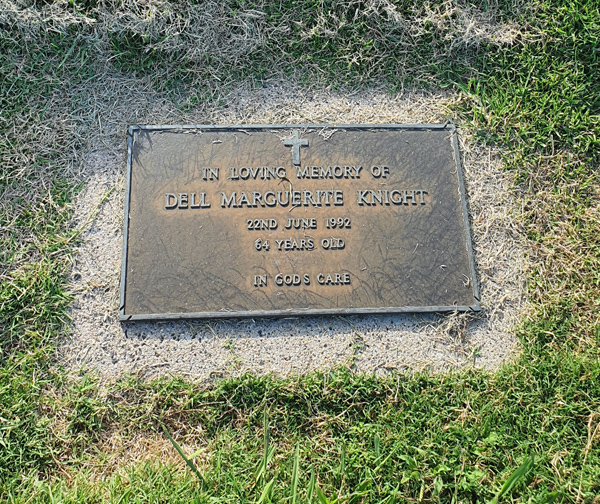 IN LOVING MEMORY OF
DELL MARGUERITE KNIGHT
22ND JUNE 1992
64 YEARS OLD
IN GOD'S CARE